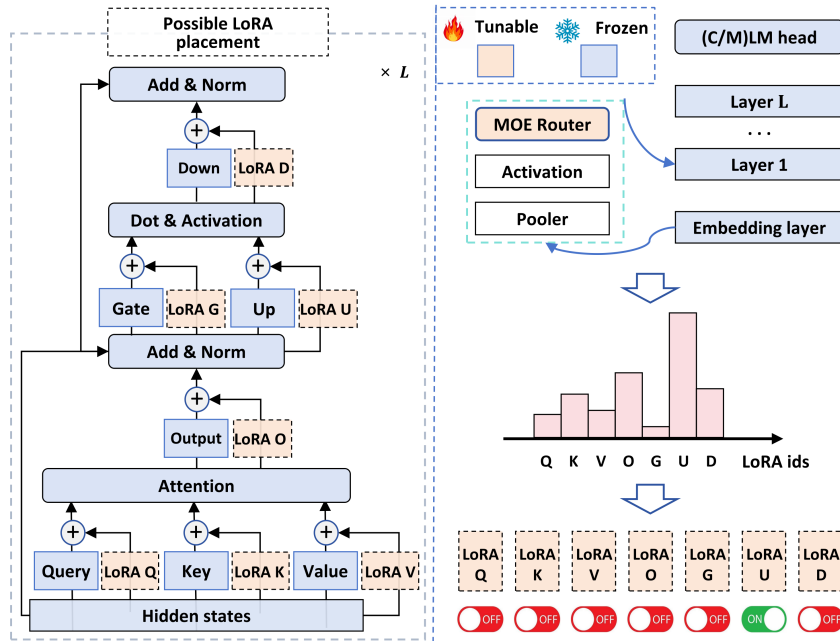 Possible LoRA
placement
× L
Add & Norm
+
Down
LoRA D
Dot & Activation
+
+
Gate
LoRA G
Up
LoRA U
Add & Norm
+
Output
LoRA O
Attention
+
+
+
Query
LoRA Q
Key
LoRA K
Value
LoRA V
Hidden states
Tunable
Frozen
(C/M)LM head
Layer L
...
Layer 1
Embedding layer
MOE Router
Activation
Pooler
Q K V O G U D LoRA ids
LoRA
Q
LoRA
K
LoRA
V
LoRA
O
LoRA
G
LoRA
U
LoRA
D
OFF
OFF
OFF
OFF
OFF
ON
OFF